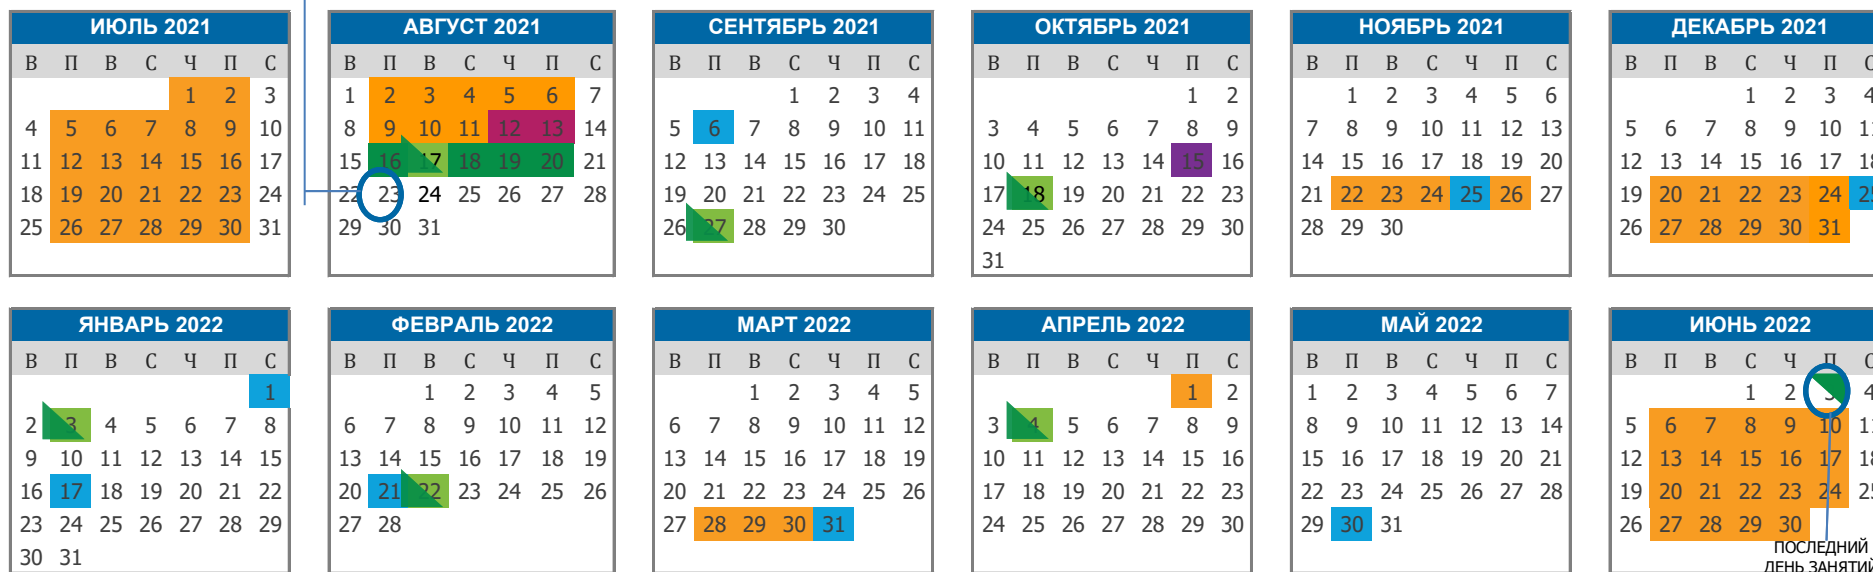 ИЮЛЬ 2021 АВГУСТ 2021 СЕНТЯБРЬ 2021 ОКТЯБРЬ 2021 НОЯБРЬ 2021 ДЕКАБРЬ 2021
В П В С Ч П С В П В С Ч П С В П В С Ч П С В П В С Ч П С В П В С Ч П С В П В С Ч П С
1 2 3 1 2 3 4 5 6 7 1 2 3 4 1 2 1 2 3 4 5 6 1 2 3 4
4 5 6 7 8 9 10 8 9 10 11 12 13 14 5 6 7 8 9 10 11 3 4 5 6 7 8 9 7 8 9 10 11 12 13 5 6 7 8 9 10 11
11 12 13 14 15 16 17 15 16 17 18 19 20 21 12 13 14 15 16 17 18 10 11 12 13 14 15 16 14 15 16 17 18 19 20 12 13 14 15 16 17 18
18 19 20 21 22 23 24 22 23 24 25 26 27 28 19 20 21 22 23 24 25 17 18 19 20 21 22 23 21 22 23 24 25 26 27 19 20 21 22 23 24 25
25 26 27 28 29 30 31 29 30 31 26 27 28 29 30 24 25 26 27 28 29 30 28 29 30 26 27 28 29 30 31
31
ЯНВАРЬ 2022 ФЕВРАЛЬ 2022 МАРТ 2022 АПРЕЛЬ 2022 МАЙ 2022 ИЮНЬ 2022
В П В С Ч П С В П В С Ч П С В П В С Ч П С В П В С Ч П С В П В С Ч П С В П В С Ч П С
1 1 2 3 4 5 1 2 3 4 5 1 2 1 2 3 4 5 6 7 1 2 3 4
2 3 4 5 6 7 8 6 7 8 9 10 11 12 6 7 8 9 10 11 12 3 4 5 6 7 8 9 8 9 10 11 12 13 14 5 6 7 8 9 10 11
9 10 11 12 13 14 15 13 14 15 16 17 18 19 13 14 15 16 17 18 19 10 11 12 13 14 15 16 15 16 17 18 19 20 21 12 13 14 15 16 17 18
16 17 18 19 20 21 22 20 21 22 23 24 25 26 20 21 22 23 24 25 26 17 18 19 20 21 22 23 22 23 24 25 26 27 28 19 20 21 22 23 24 25
23 24 25 26 27 28 29 27 28 27 28 29 30 31 24 25 26 27 28 29 30 29 30 31 26 27 28 29 30
30 31 ПОСЛЕДНИЙ
ДЕНЬ ЗАНЯТИЙ